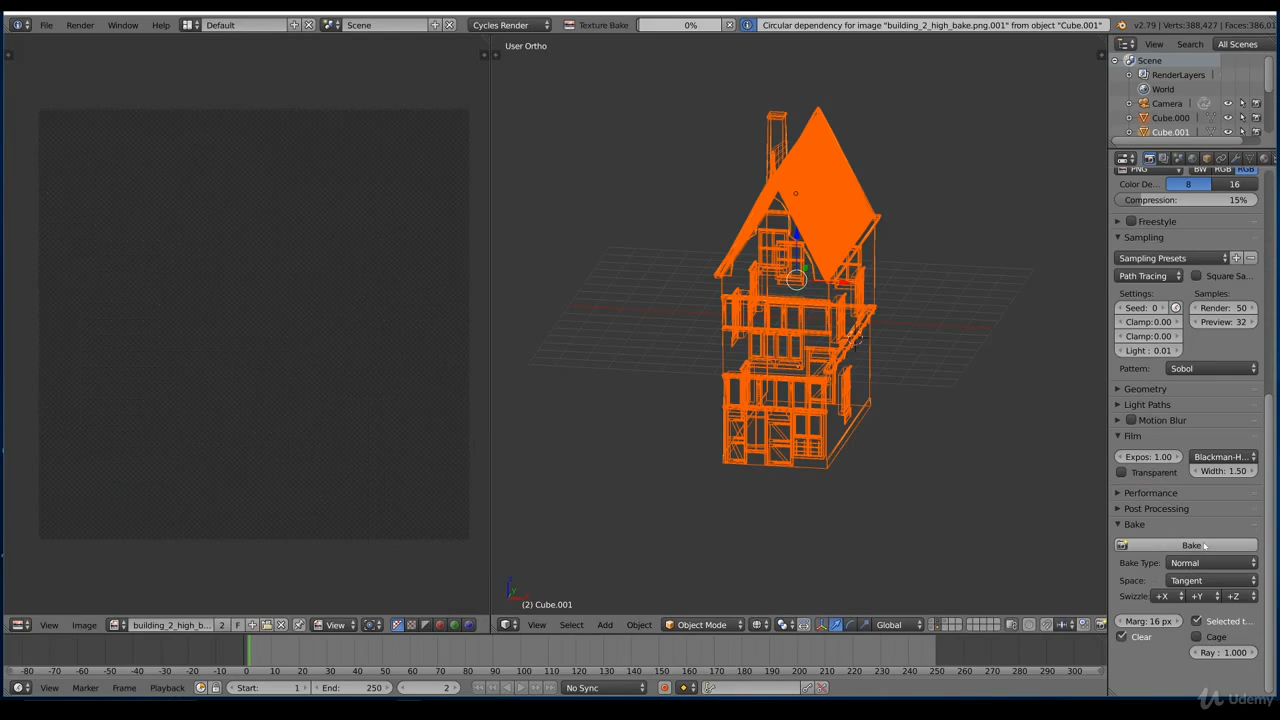 File Render Window Help Default Scene Cycles Render Texture Bake 0% Circular dependency for image "building_2_high_bake.png.001" from object "Cube.001" v2.79 | Verts:388,427 | Faces:386,01
User Ortho
(2) Cube.001
View Image building_2_high_b... 2 F View
View Select Add Object Object Mode Global
-80 -70 -60 -50 -40 -30 -20 -10 0 10 20 30 40 50 60 70 80 90 100 110 120 130 140 150 160 170 180 190 200 210 220 230 240 250 260 270 280 290 300
View Marker Frame Playback Start: 1 End: 250 2 No Sync
View Search All Scenes
Scene
RenderLayers
World
Camera
Cube.000
Cube.001
PNG BW RGB RGB
Color De... 8 16
Compression: 15%
Freestyle
Sampling
Sampling Presets
Path Tracing Square Sa...
Settings: Samples:
Seed: 0 Render: 50
Clamp:0.00 Preview: 32
Clamp:0.00
Light : 0.01
Pattern: Sobol
Geometry
Light Paths
Motion Blur
Film
Expos: 1.00 Blackman-H...
Transparent Width: 1.50
Performance
Post Processing
Bake
Bake
Bake Type: Normal
Space: Tangent
Swizzle: +X +Y +Z
Marg: 16 px Selected t...
Clear Cage
Ray : 1.000
Udemy